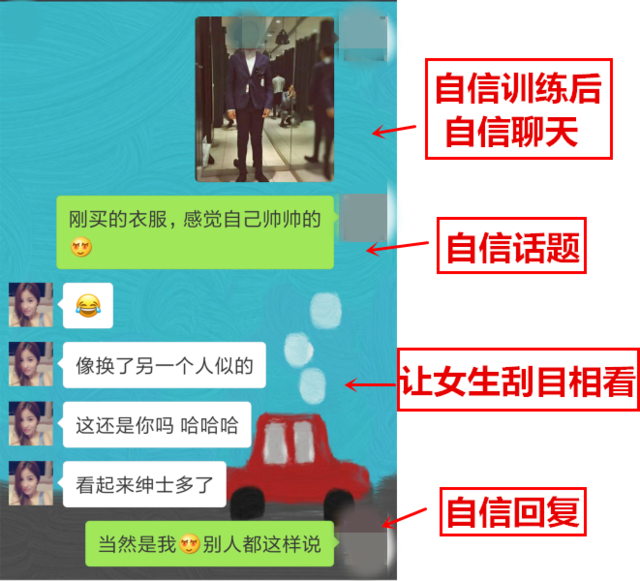 自信训练后
自信聊天
刚买的衣服，感觉自己帅帅的
自信话题
像换了另一个人似的
让女生刮目相看
这还是你吗 哈哈哈
看起来绅士多了
自信回复
当然是我😏别人都这样说